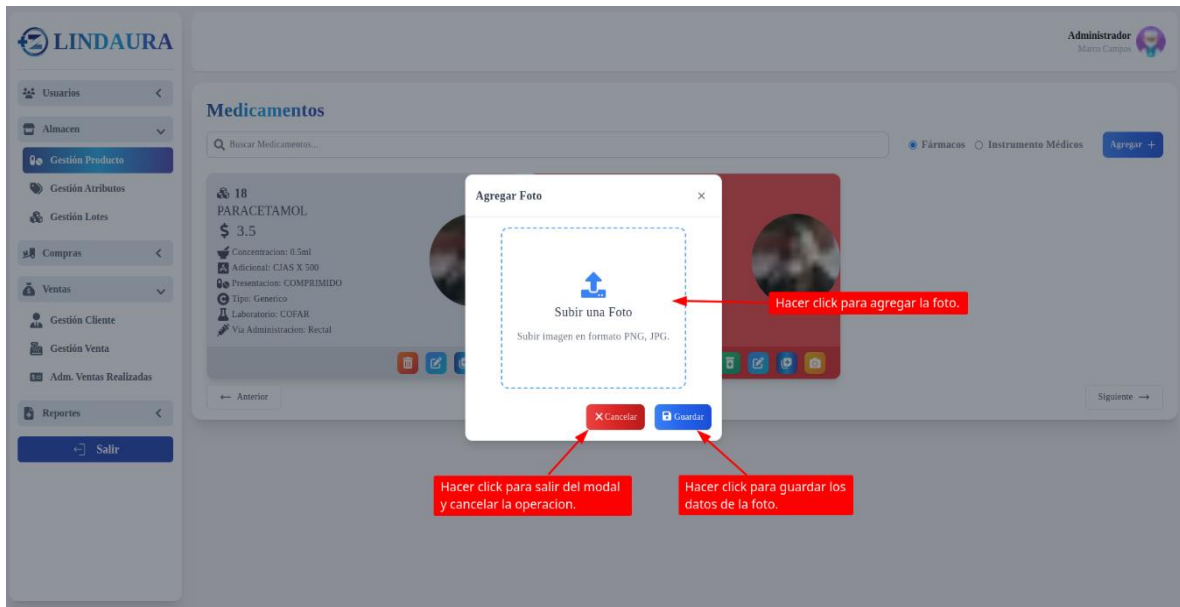 LINDAURA
Administrador
Marco Campos
Usuarios
Almacen
Gestión Producto
Gestión Atributos
Gestión Lotes
Compras
Ventas
Gestión Cliente
Gestión Venta
Adm. Ventas Realizadas
Reportes
Salir
Medicamentos
Buscar Medicamentos...
Fármacos
Instrumento Médicos
Agregar +
18
PARACETAMOL
$ 3.5
Concentracion: 0.5ml
Adicional: CJAS X 500
Presentacion: COMPRIMIDO
Tipo: Generico
Laboratorio: COFAR
Via Administracion: Rectal
← Anterior
Siguiente →
Agregar Foto ×
Subir una Foto
Subir imagen en formato PNG, JPG.
Cancelar
Guardar
Hacer click para agregar la foto.
Hacer click para salir del modal
y cancelar la operacion.
Hacer click para guardar los
datos de la foto.